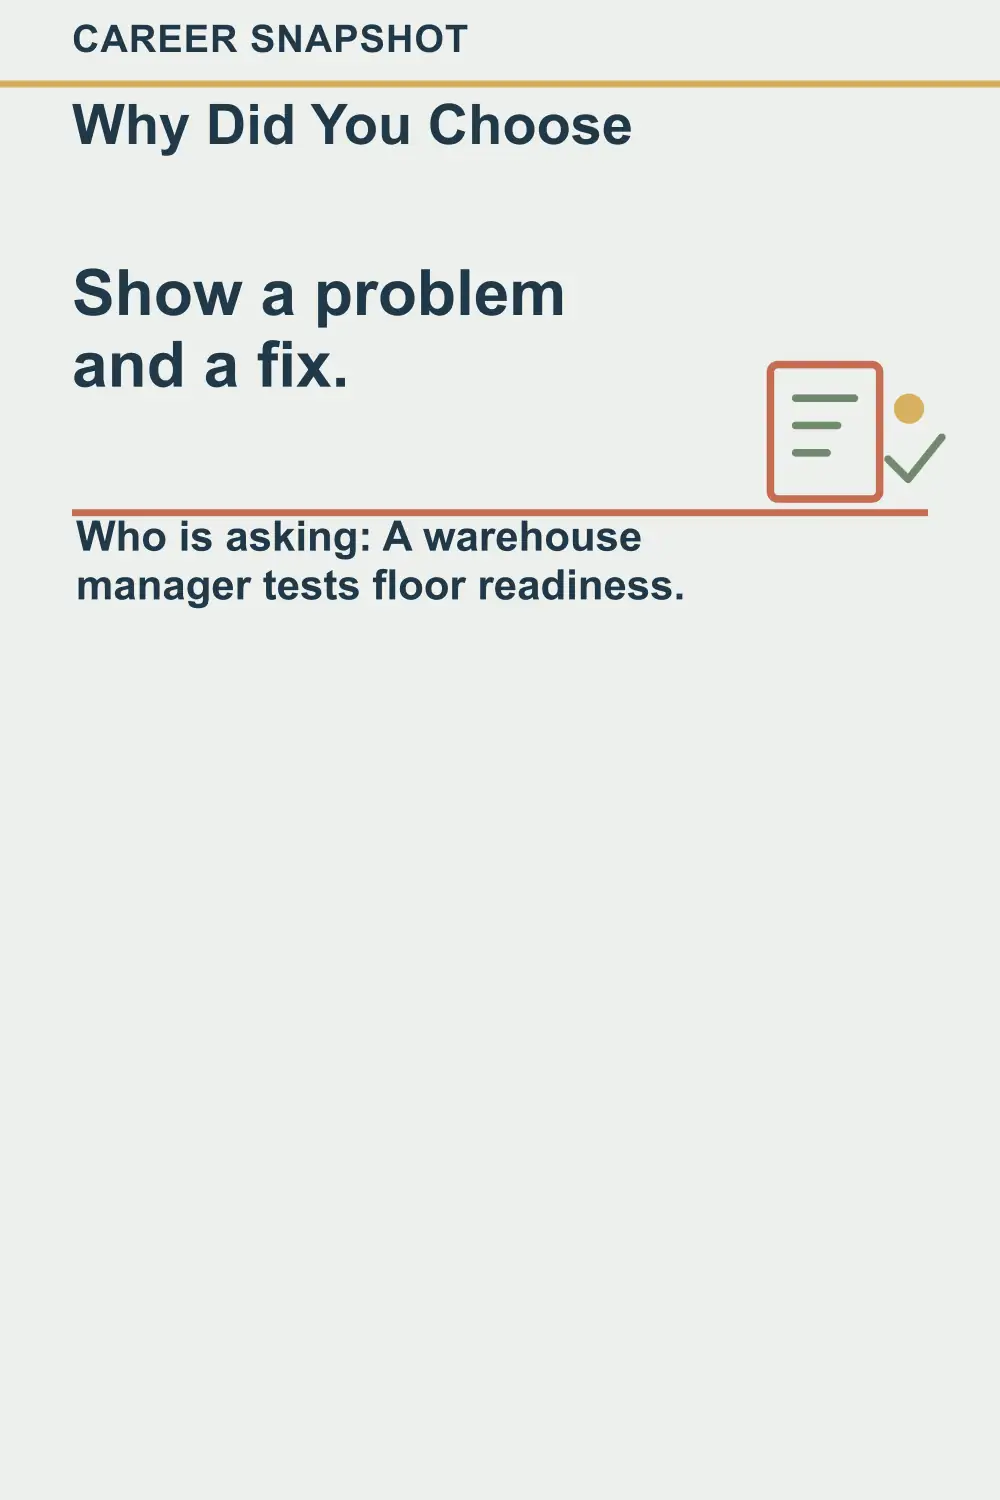 CAREER SNAPSHOT
Why Did You Choose
Show a problem
and a fix.
Who is asking: A warehouse
manager tests floor readiness.